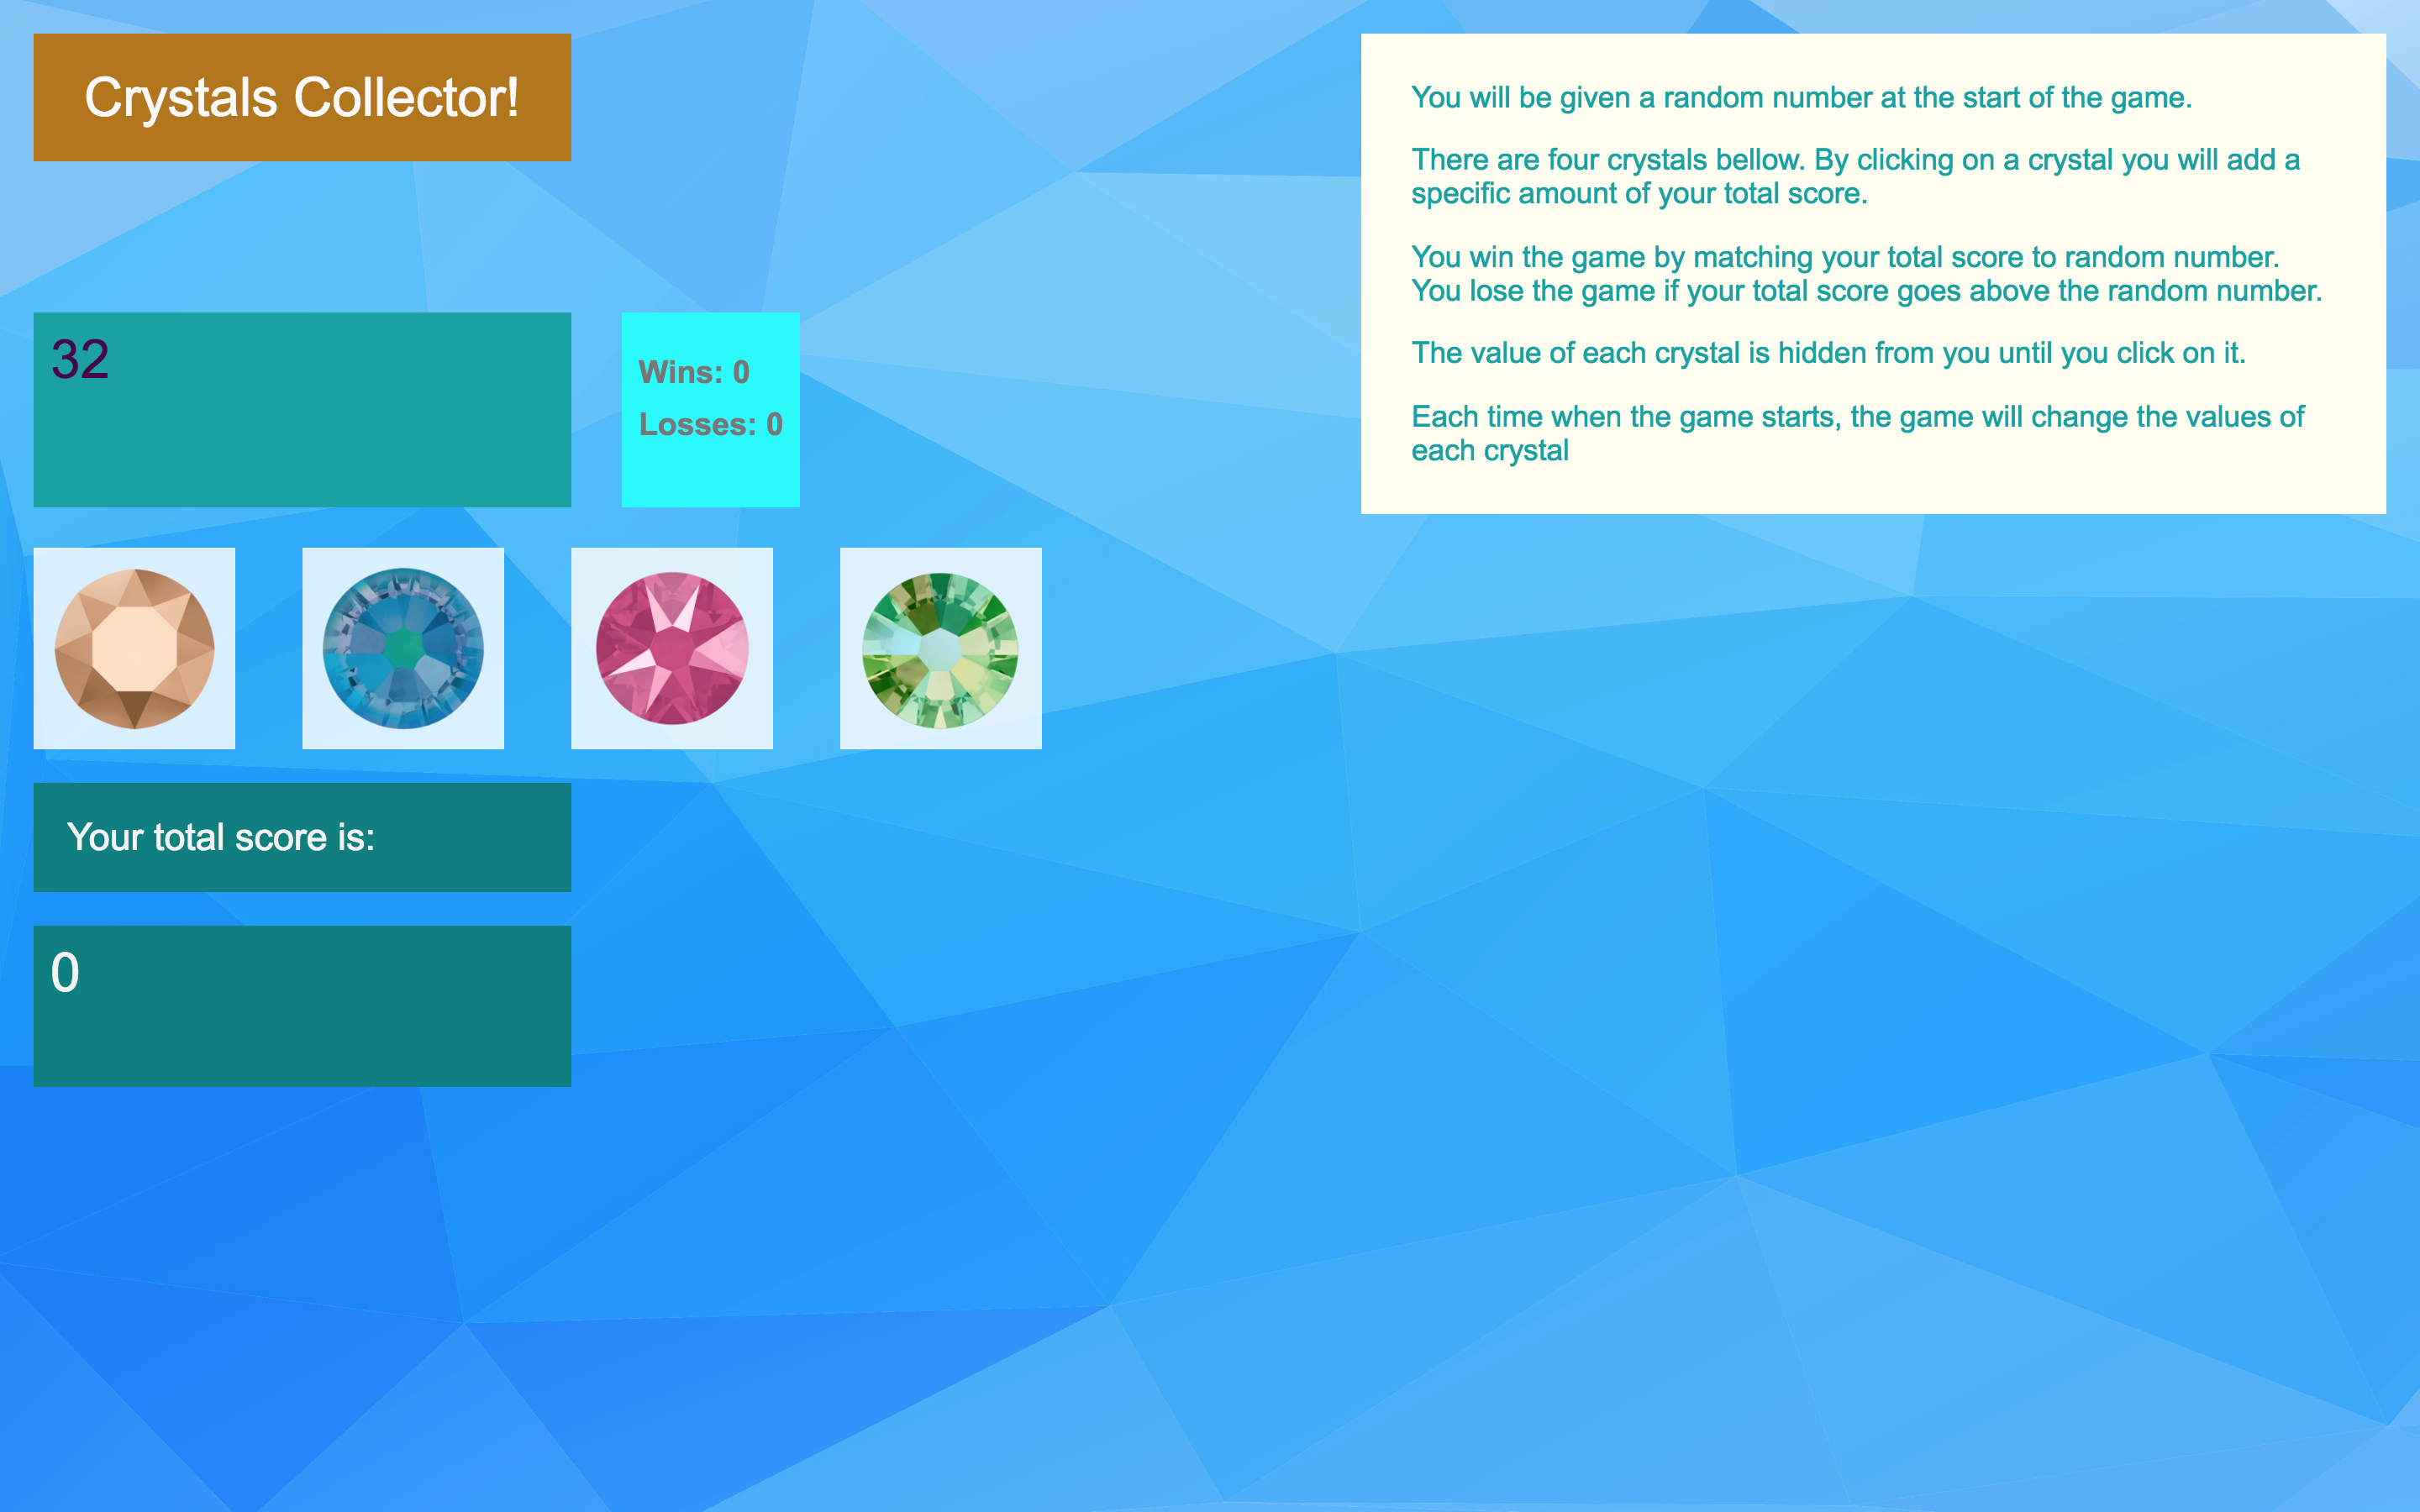 Crystals Collector!
You will be given a random number at the start of the game.
There are four crystals bellow. By clicking on a crystal you will add a
specific amount of your total score.
You win the game by matching your total score to random number.
You lose the game if your total score goes above the random number.
The value of each crystal is hidden from you until you click on it.
Each time when the game starts, the game will change the values of
each crystal
32
Wins: 0
Losses: 0
Your total score is:
0